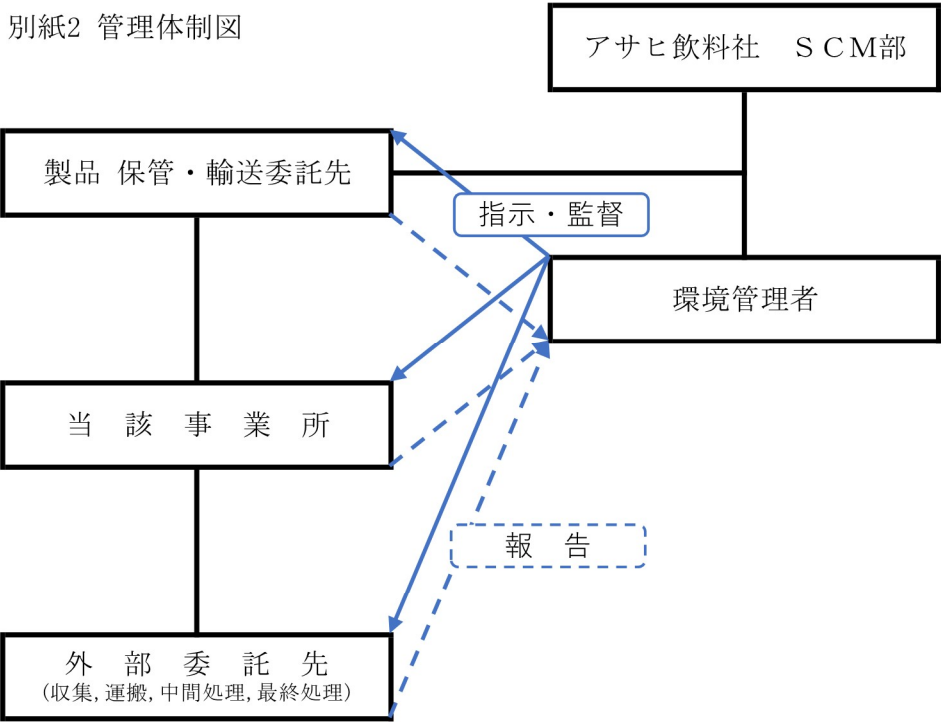 別紙2 管理体制図
アサヒ飲料社　ＳＣＭ部
製品 保管・輸送委託先
指示・監督
環境管理者
当　該　事　業　所
報　告
外　部　委　託　先
(収集,運搬,中間処理,最終処理)